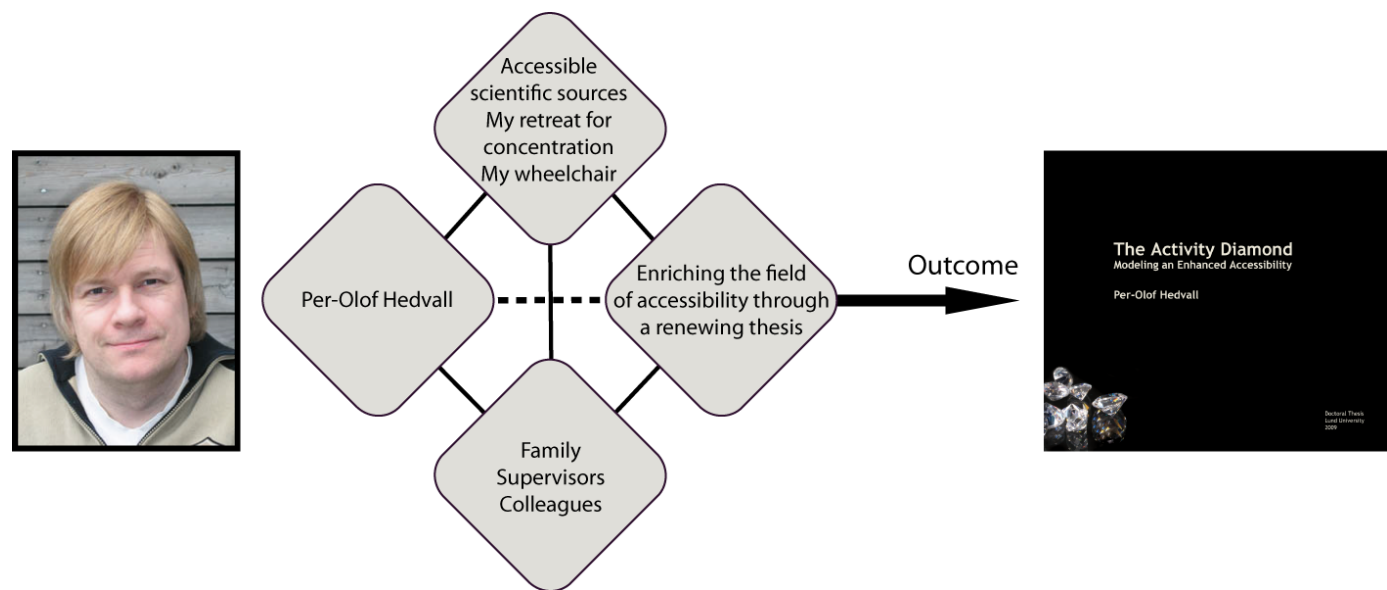 Accessible
scientific sources
My retreat for
concentration
My wheelchair
Per-Olof Hedvall
Enriching the field
of accessibility through
a renewing thesis
Family
Supervisors
Colleagues
Outcome
The Activity Diamond
Modeling an Enhanced Accessibility
Per-Olof Hedvall
Doctoral Thesis
Lund University
2009